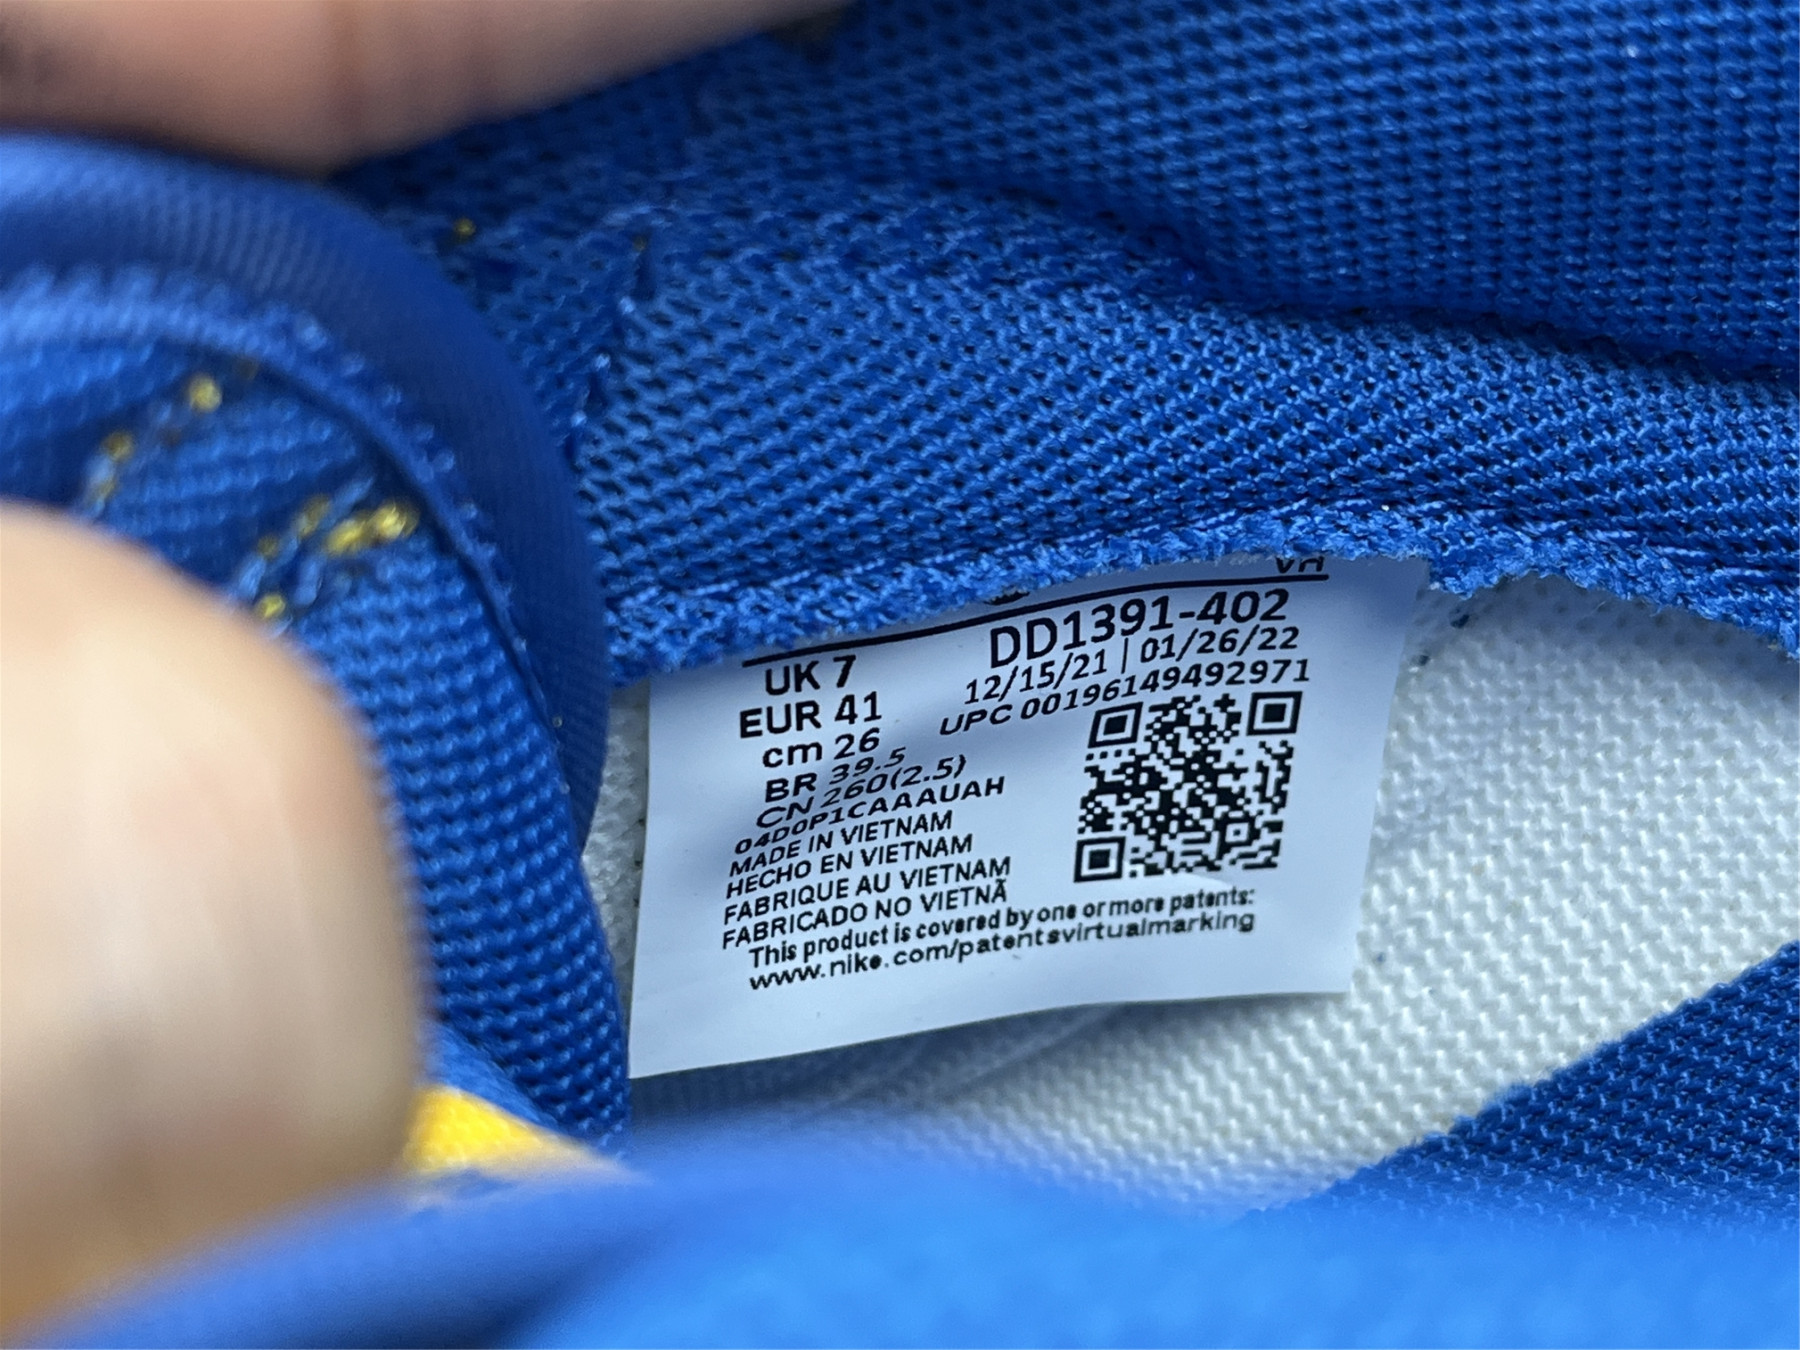 UK 7
EUR 41
cm 26
BR 39.5
CN 260(2.5)
04D0P1CAAAUAH
MADE IN VIETNAM
HECHO EN VIETNAM
FABRIQUE AU VIETNAM
FABRICADO NO VIETNÃ
DD1391-402
12/15/21 | 01/26/22
UPC 00196149492971
This product is covered by one or more patents:
www.nike.com/patentsvirtualmarking